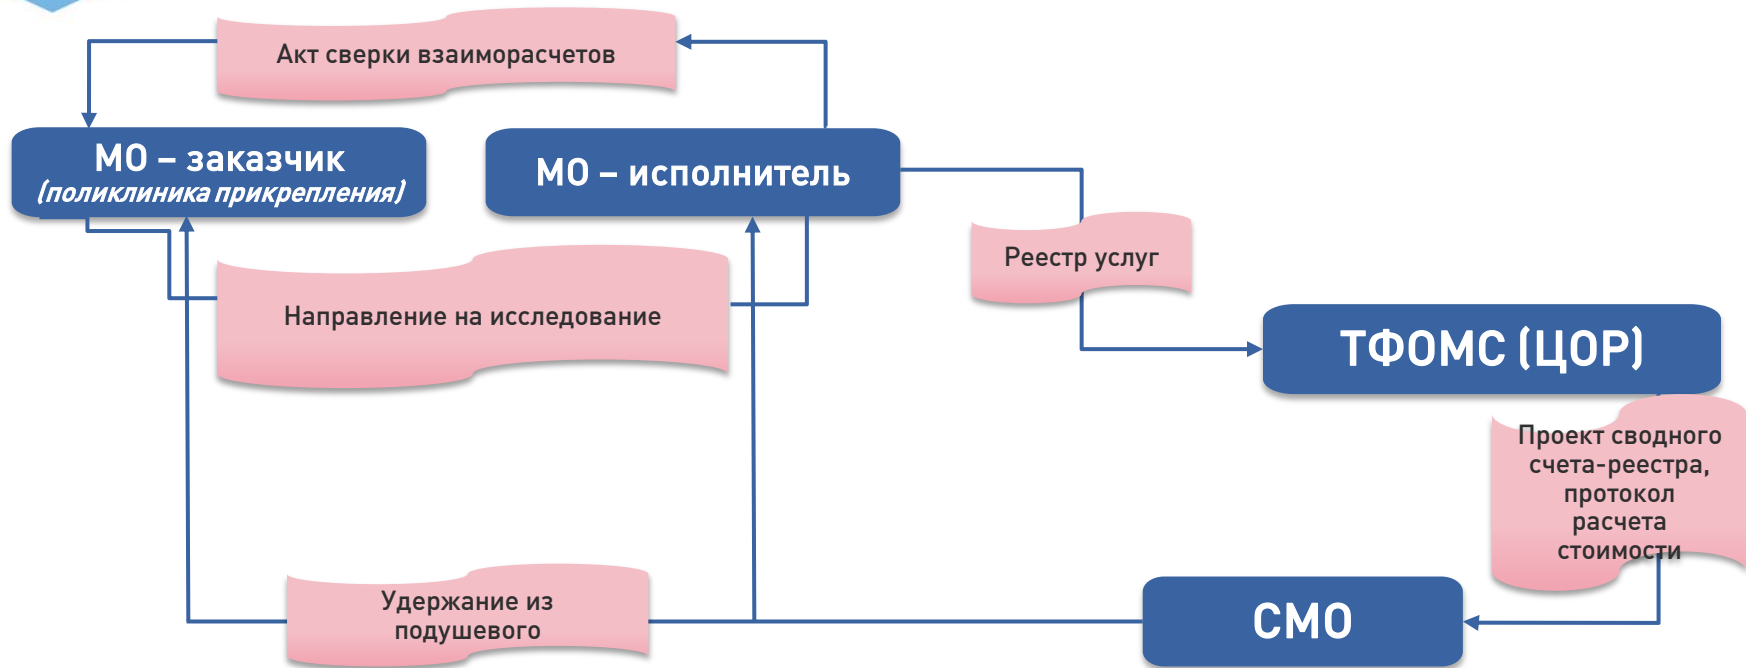 Акт сверки взаиморасчетов
МО – заказчик
(поликлиника прикрепления)
МО – исполнитель
Реестр услуг
Направление на исследование
ТФОМС (ЦОР)
Проект сводного
счета-реестра,
протокол
расчета
стоимости
Удержание из
подушевого
СМО